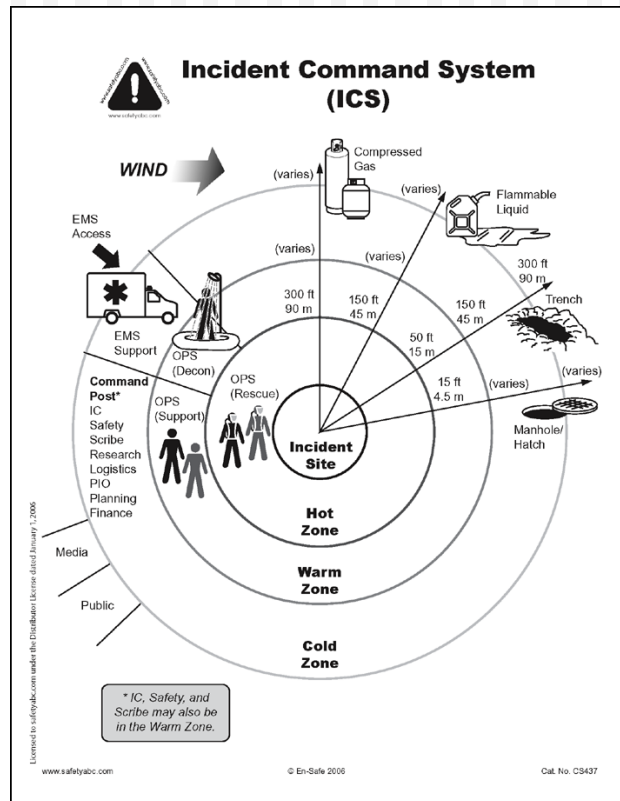 Incident Command System
(ICS)
www.safetyabc.com
www.safetyabc.com
www.safetyabc.com
WIND
(varies)
Compressed
Gas
(varies)
Flammable
Liquid
EMS
Access
(varies)
(varies)
300 ft
90 m
Trench
300 ft
90 m
150 ft
45 m
150 ft
45 m
EMS
Support
OPS
(Decon)
50 ft
15 m
(varies)
Command
Post*
IC
Safety
Scribe
Research
Logistics
PIO
Planning
Finance
OPS
(Support)
OPS
(Rescue)
15 ft
4.5 m
(varies)
Manhole/
Hatch
Incident
Site
Hot
Zone
Media
Warm
Zone
Public
Cold
Zone
* IC, Safety, and
Scribe may also be
in the Warm Zone.
Licensed to safetyabc.com under the Distributor License dated January 1, 2006
www.safetyabc.com
© En-Safe 2006
Cat. No. CS437